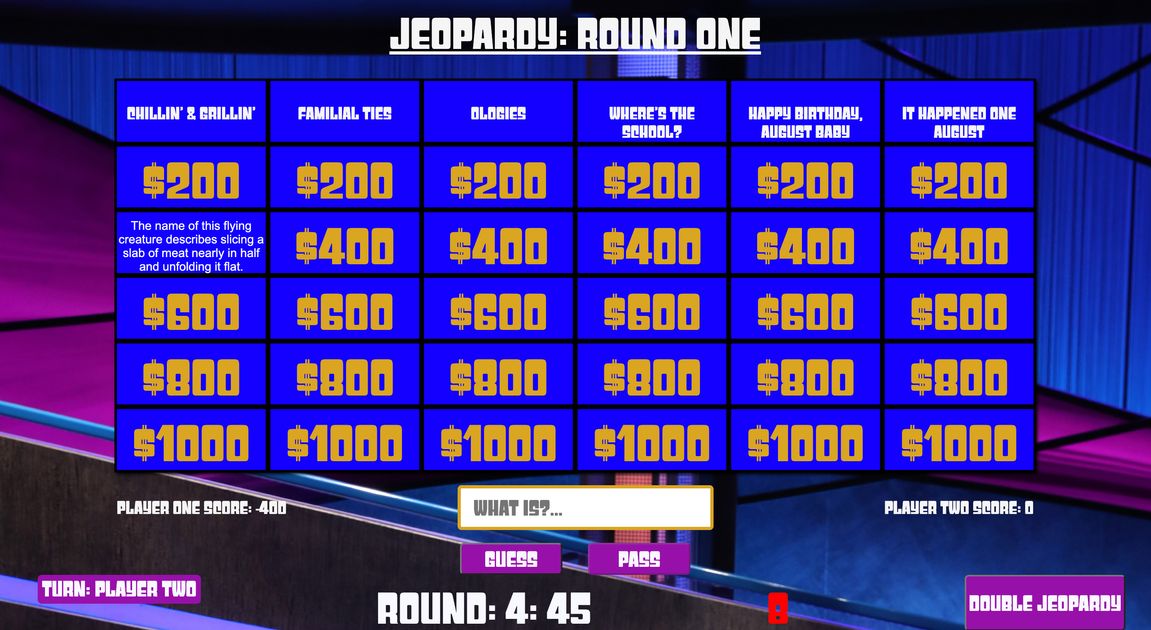 JEOPARDY: ROUND ONE
CHILLIN' & GRILLIN'
FAMILIAL TIES
OLOGIES
WHERE'S THE
SCHOOL?
HAPPY BIRTHDAY,
AUGUST BABY
IT HAPPENED ONE
AUGUST
$200 $200 $200 $200 $200 $200
The name of this flying
creature describes slicing a
slab of meat nearly in half
and unfolding it flat.
$400 $400 $400 $400 $400
$600 $600 $600 $600 $600 $600
$800 $800 $800 $800 $800 $800
$1000 $1000 $1000 $1000 $1000 $1000
PLAYER ONE SCORE: -400
WHAT IS?...
PLAYER TWO SCORE: 0
GUESS PASS
TURN: PLAYER TWO
ROUND: 4: 45
8
DOUBLE JEOPARDY